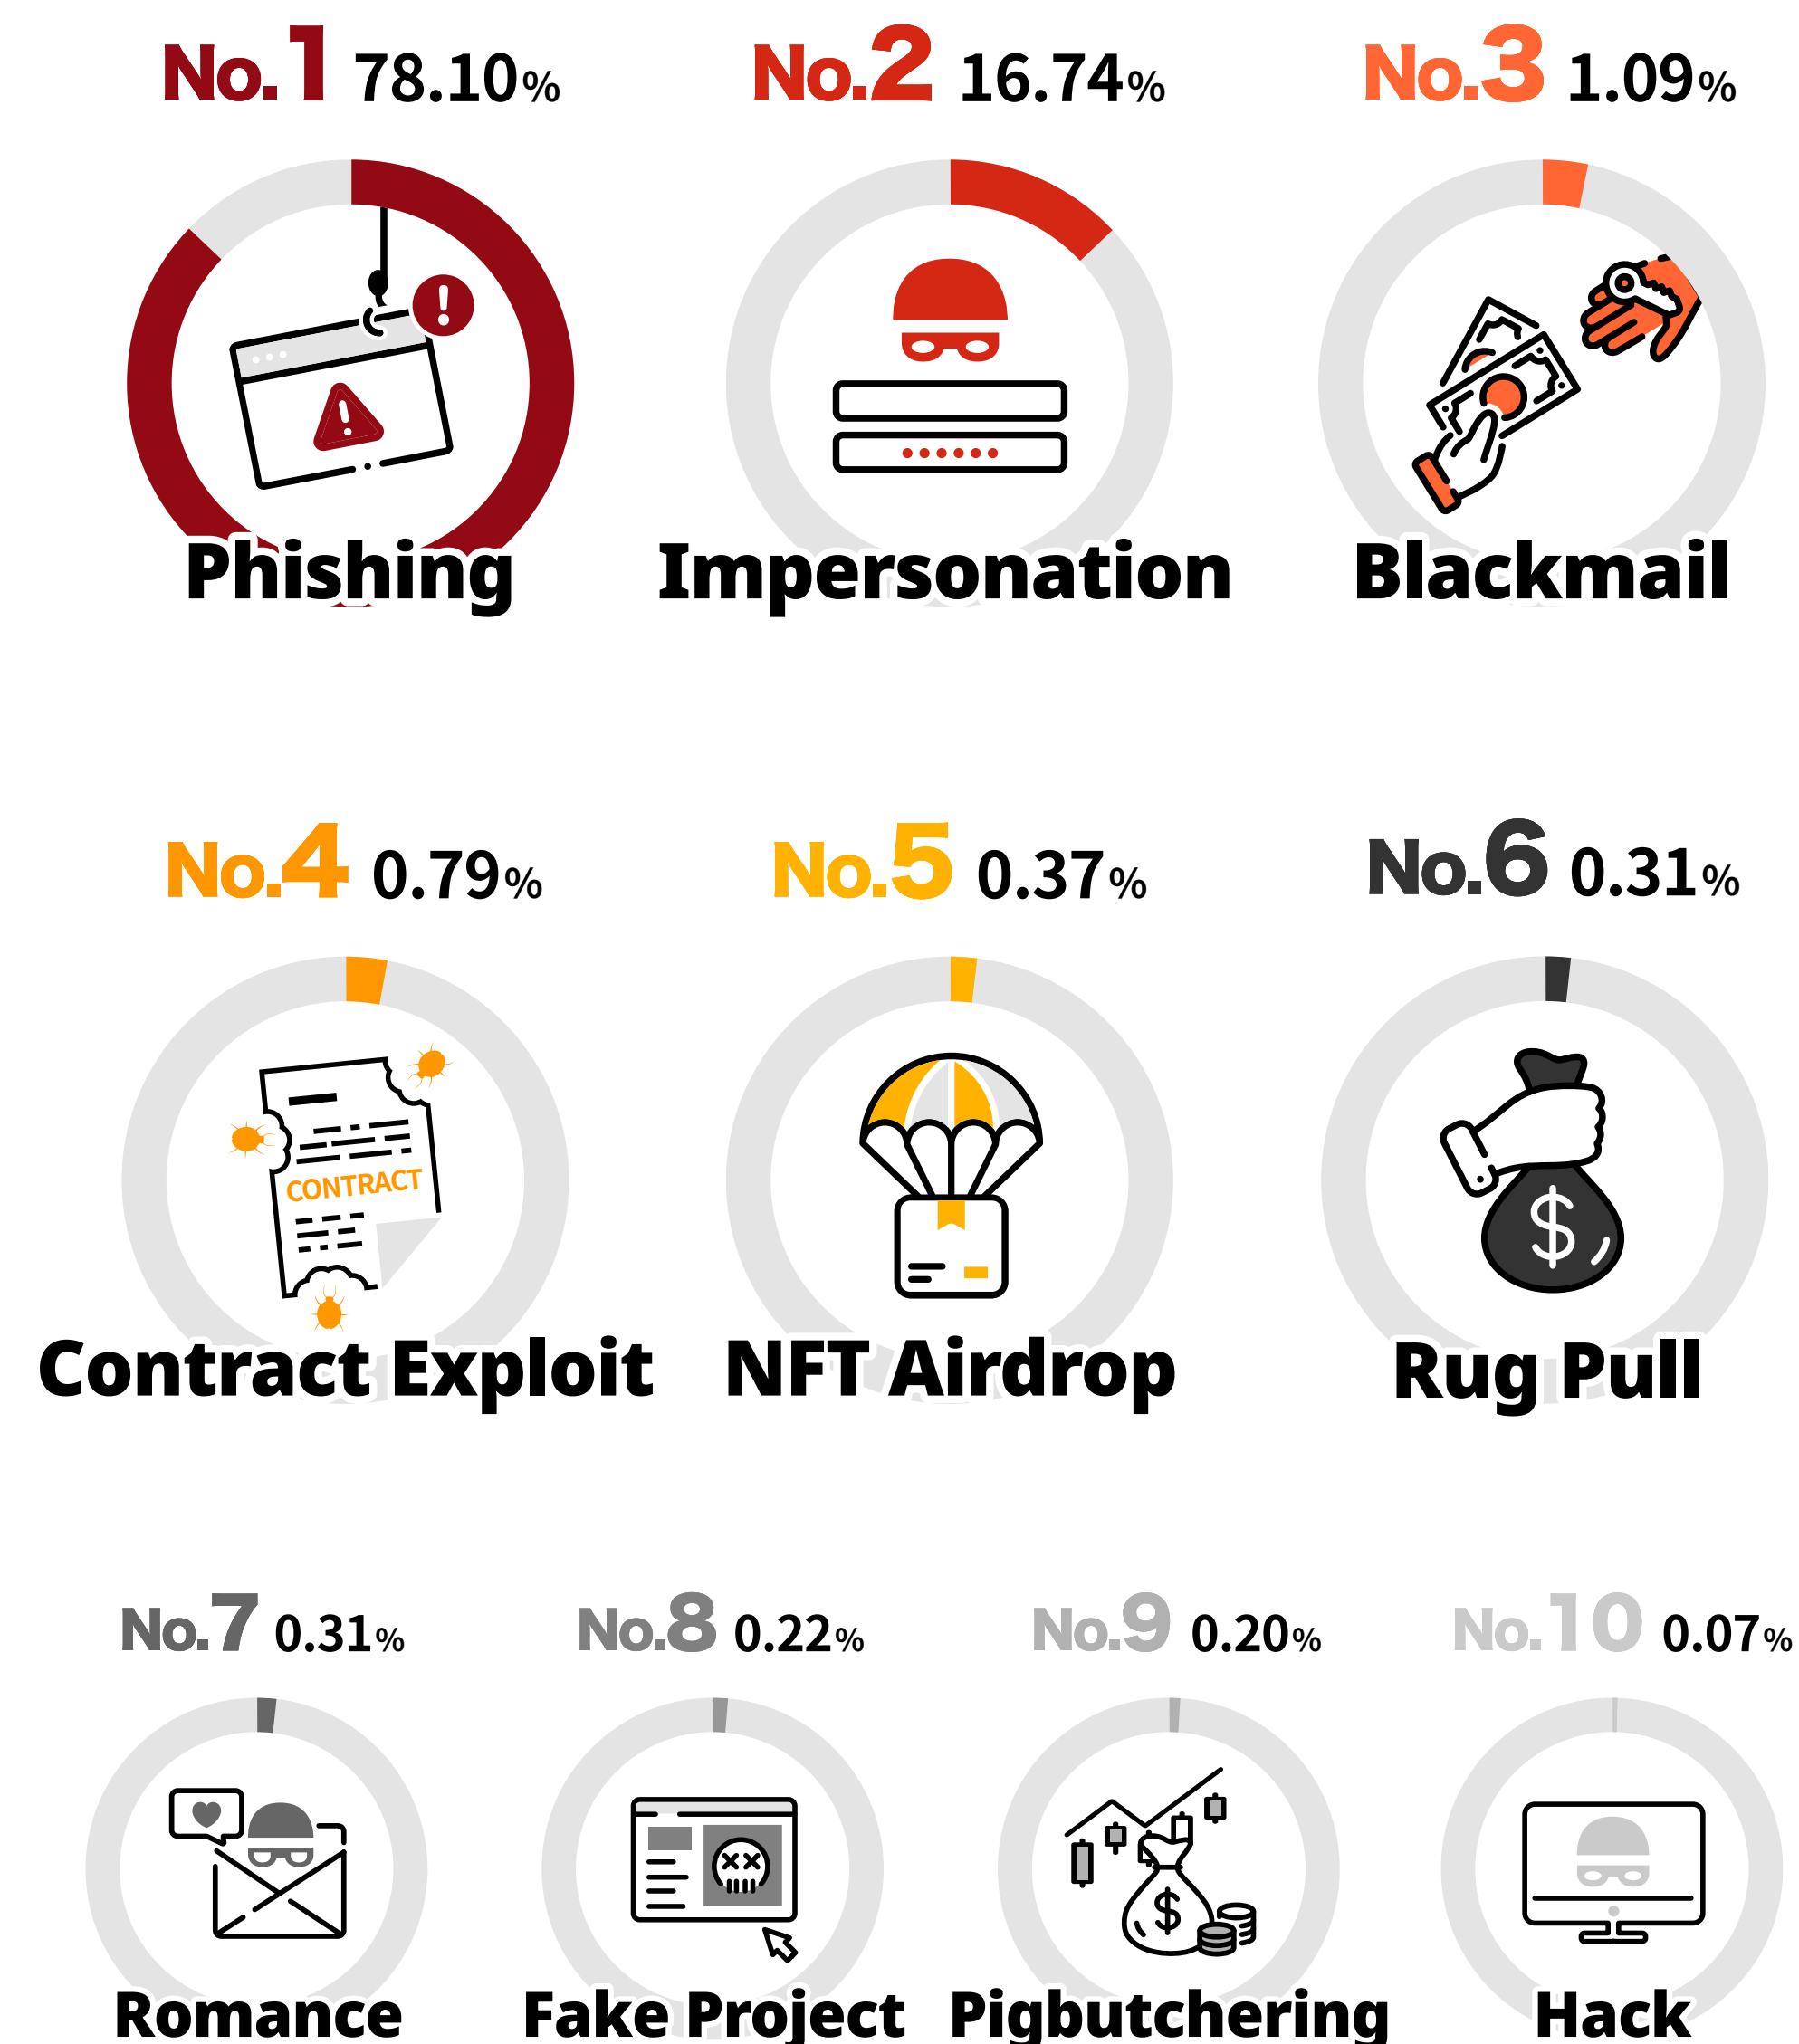 No.1 78.10%
No.2 16.74%
No.3 1.09%
Phishing
Impersonation
Blackmail
No.4 0.79%
No.5 0.37%
No.6 0.31%
CONTRACT
$
Contract Exploit
NFT Airdrop
Rug Pull
No.7 0.31%
No.8 0.22%
No.9 0.20%
No.10 0.07%
$
Romance
Fake Project
Pigbutchering
Hack